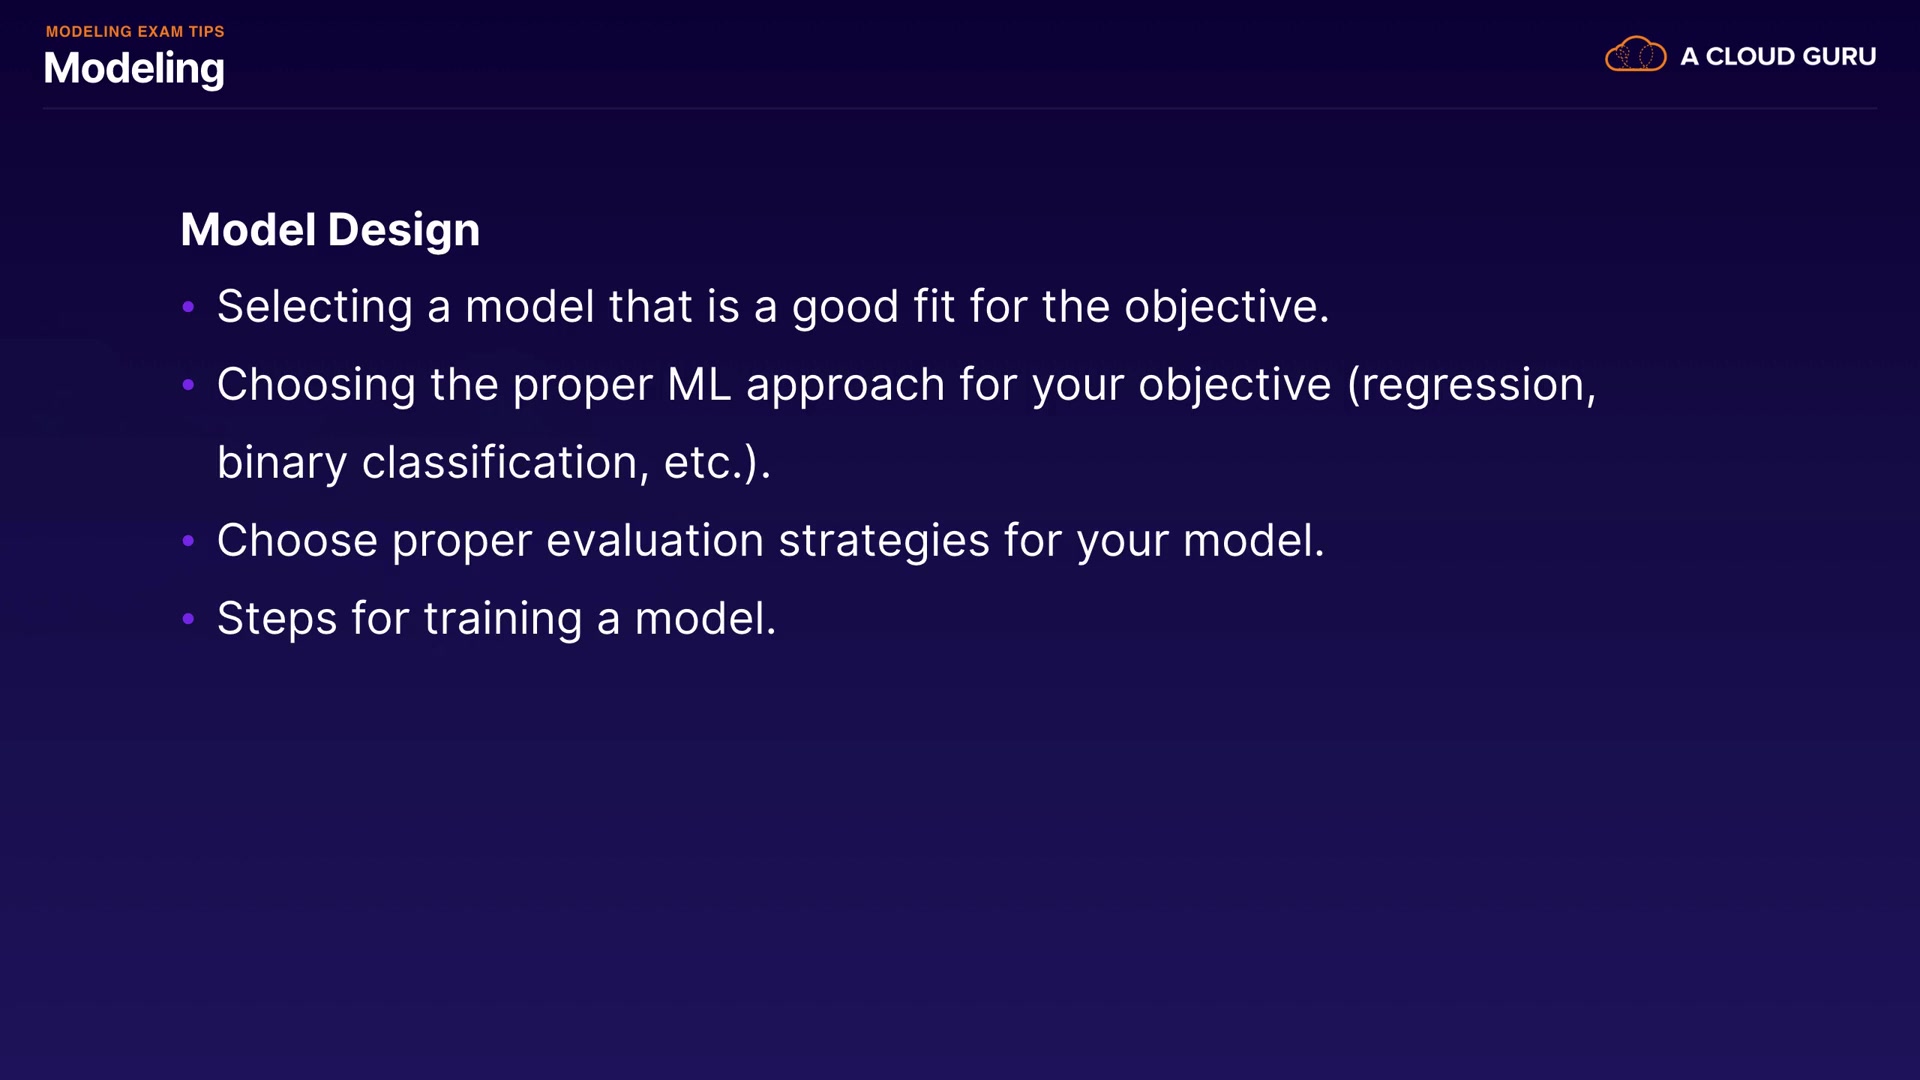 MODELING EXAM TIPS
Modeling
A CLOUD GURU
Model Design
• Selecting a model that is a good fit for the objective.
• Choosing the proper ML approach for your objective (regression,
binary classification, etc.).
• Choose proper evaluation strategies for your model.
• Steps for training a model.